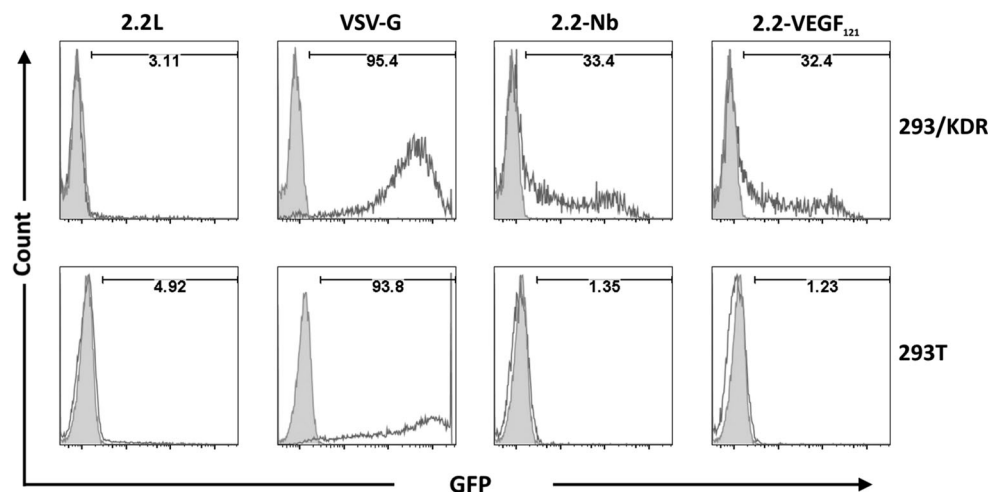 2.2L VSV-G 2.2-Nb 2.2-VEGF₁₂₁
3.11 95.4 33.4 32.4
293/KDR
Count
4.92 93.8 1.35 1.23
293T
GFP